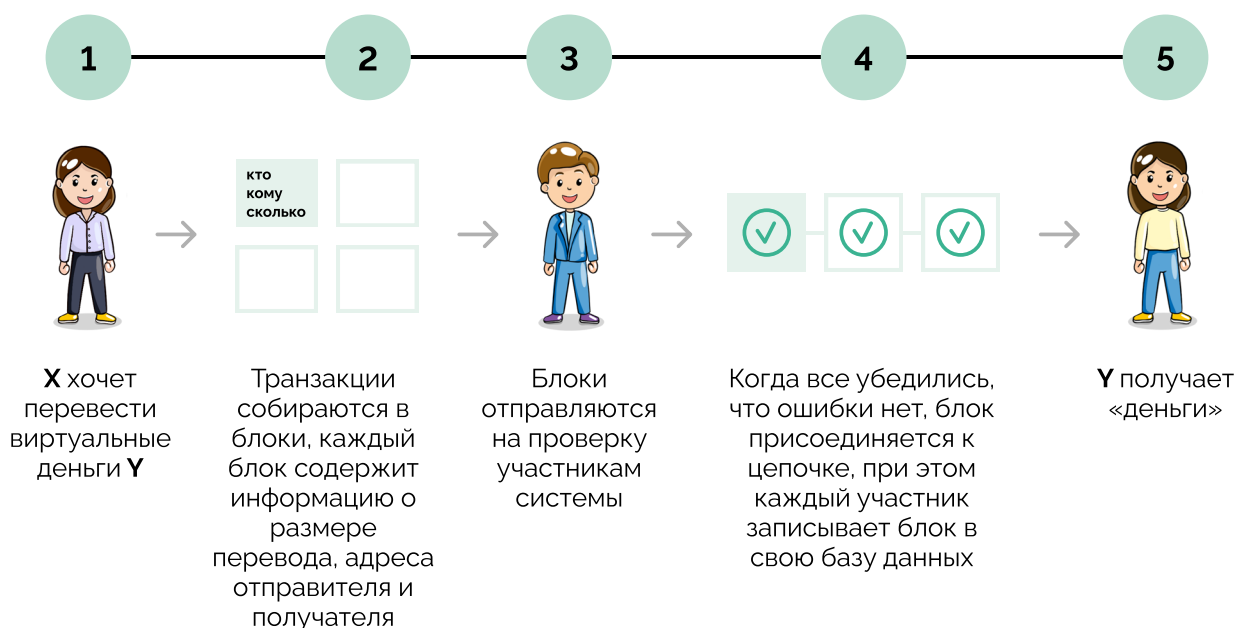 1
2
3
4
5
кто
кому
сколько
X хочет
перевести
виртуальные
деньги Y
Транзакции
собираются в
блоки, каждый
блок содержит
информацию о
размере
перевода, адреса
отправителя и
получателя
Блоки
отправляются
на проверку
участникам
системы
Когда все убедились,
что ошибки нет, блок
присоединяется к
цепочке, при этом
каждый участник
записывает блок в
свою базу данных
Y получает
«деньги»